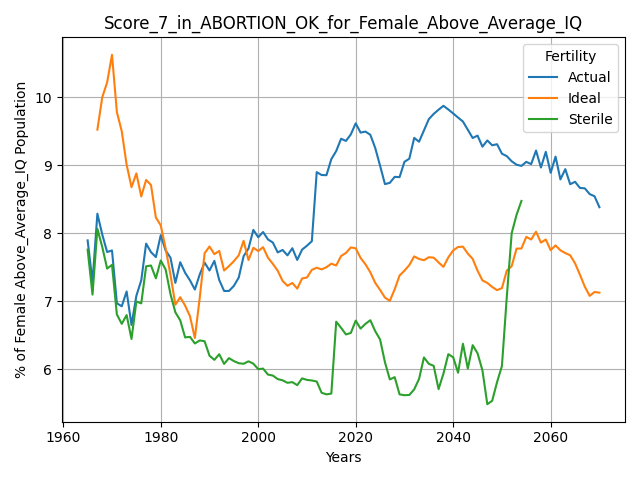 Score_7_in_ABORTION_OK_for_Female_Above_Average_IQ
% of Female Above_Average_IQ Population
10
9
8
7
6
Fertility
Actual
Ideal
Sterile
1960 1980 2000 2020 2040 2060
Years